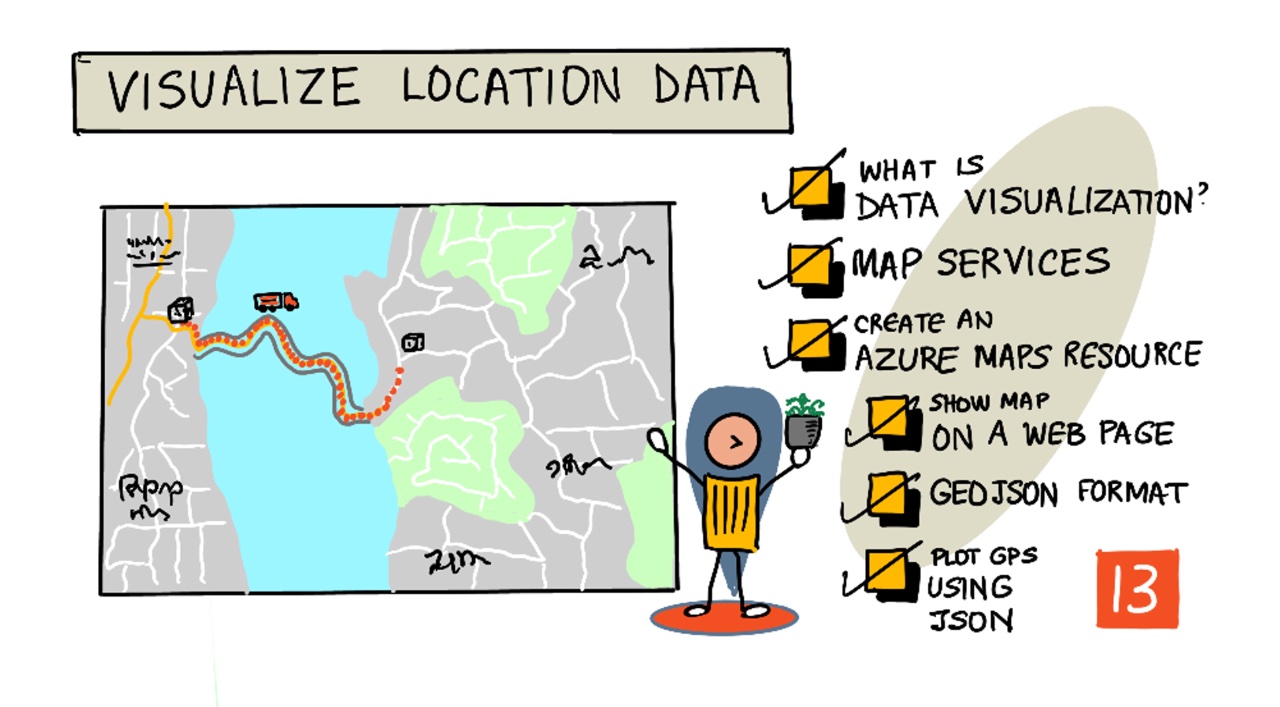 VISUALIZE LOCATION DATA
WHAT IS
DATA VISUALIZATION?
MAP SERVICES
CREATE AN
AZURE MAPS RESOURCE
SHOW MAP
ON A WEB PAGE
GEOJSON FORMAT
PLOT GPS
USING
JSON
13